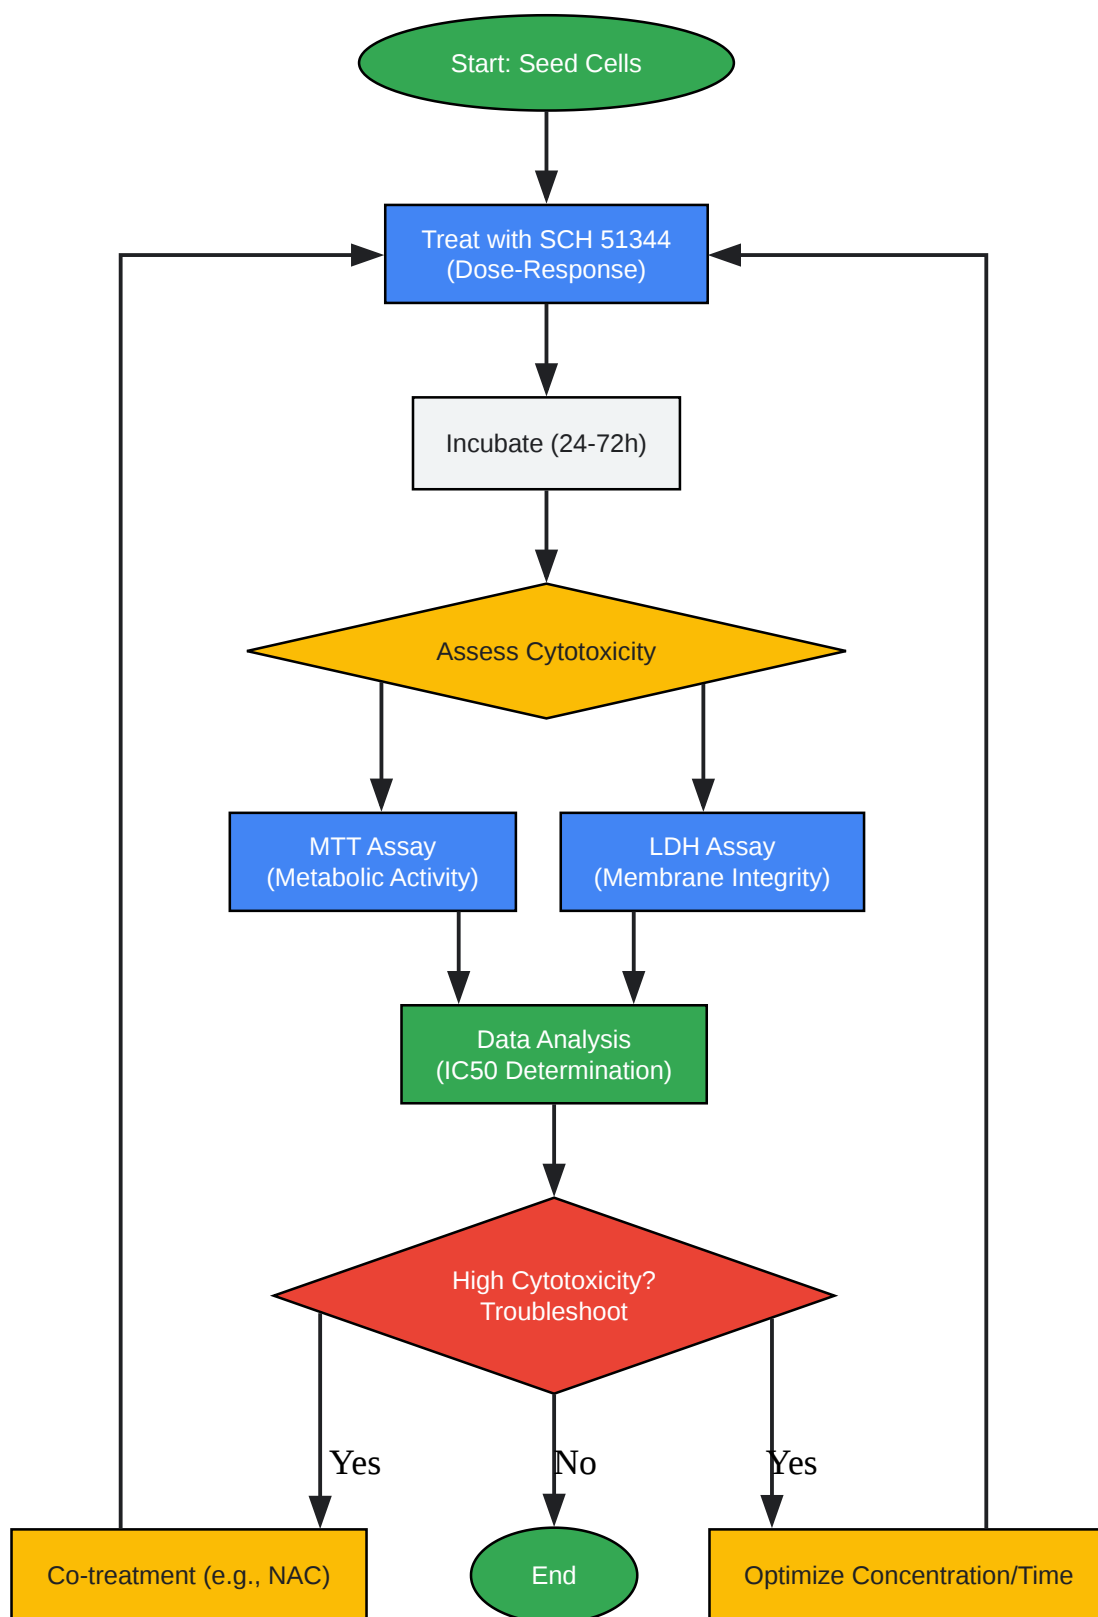 Start: Seed Cells
Treat with SCH 51344
(Dose-Response)
Incubate (24-72h)
Assess Cytotoxicity
MTT Assay
(Metabolic Activity)
LDH Assay
(Membrane Integrity)
Data Analysis
(IC50 Determination)
High Cytotoxicity?
Troubleshoot
Yes
No
Yes
Co-treatment (e.g., NAC)
End
Optimize Concentration/Time